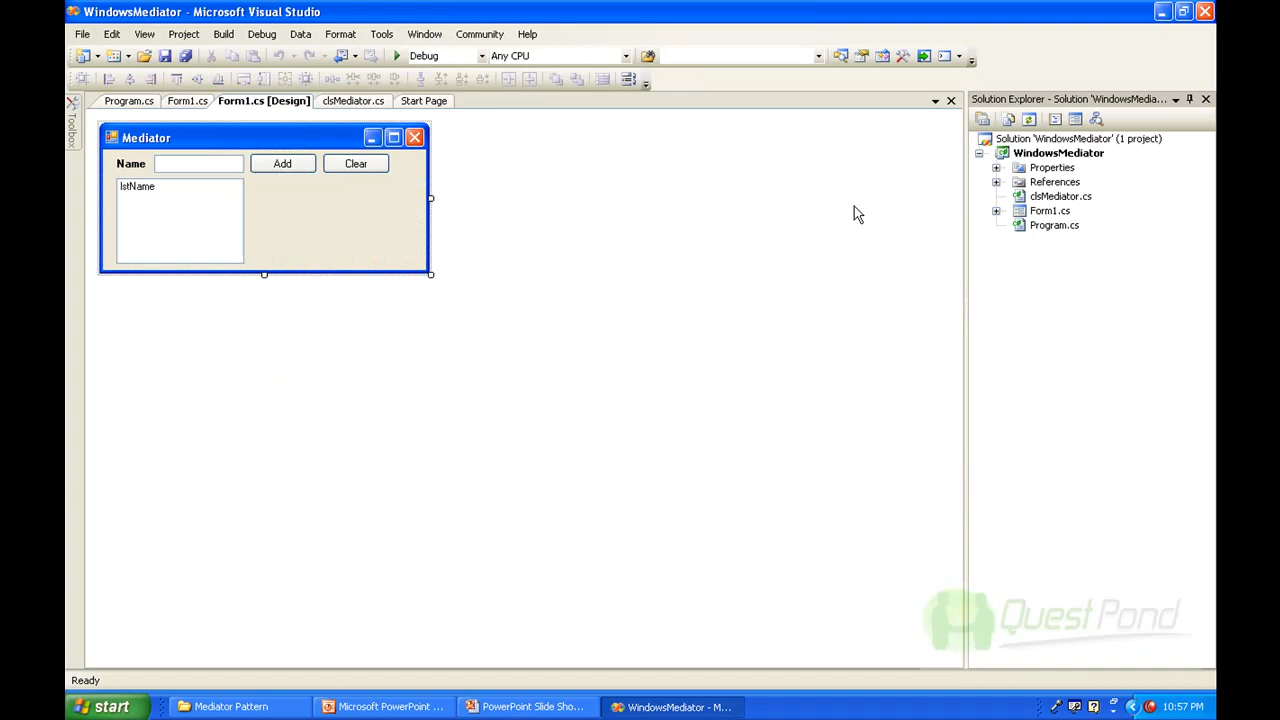 WindowsMediator - Microsoft Visual Studio
File Edit View Project Build Debug Data Format Tools Window Community Help
Debug Any CPU
Program.cs Form1.cs Form1.cs [Design] clsMediator.cs Start Page
Solution Explorer - Solution 'WindowsMedia...
Toolbox
Mediator
Name Add Clear
lstName
Solution 'WindowsMediator' (1 project)
WindowsMediator
Properties
References
clsMediator.cs
Form1.cs
Program.cs
QuestPond
Ready
start Mediator Pattern Microsoft PowerPoint ... PowerPoint Slide Sho... WindowsMediator - M... 10:57 PM